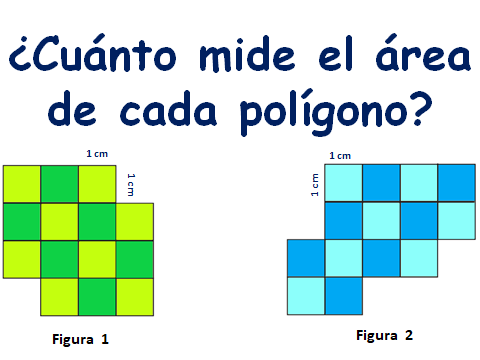 ¿Cuánto mide el área
de cada polígono?
1 cm
1 cm
1 cm
1 cm
Figura 1
Figura 2